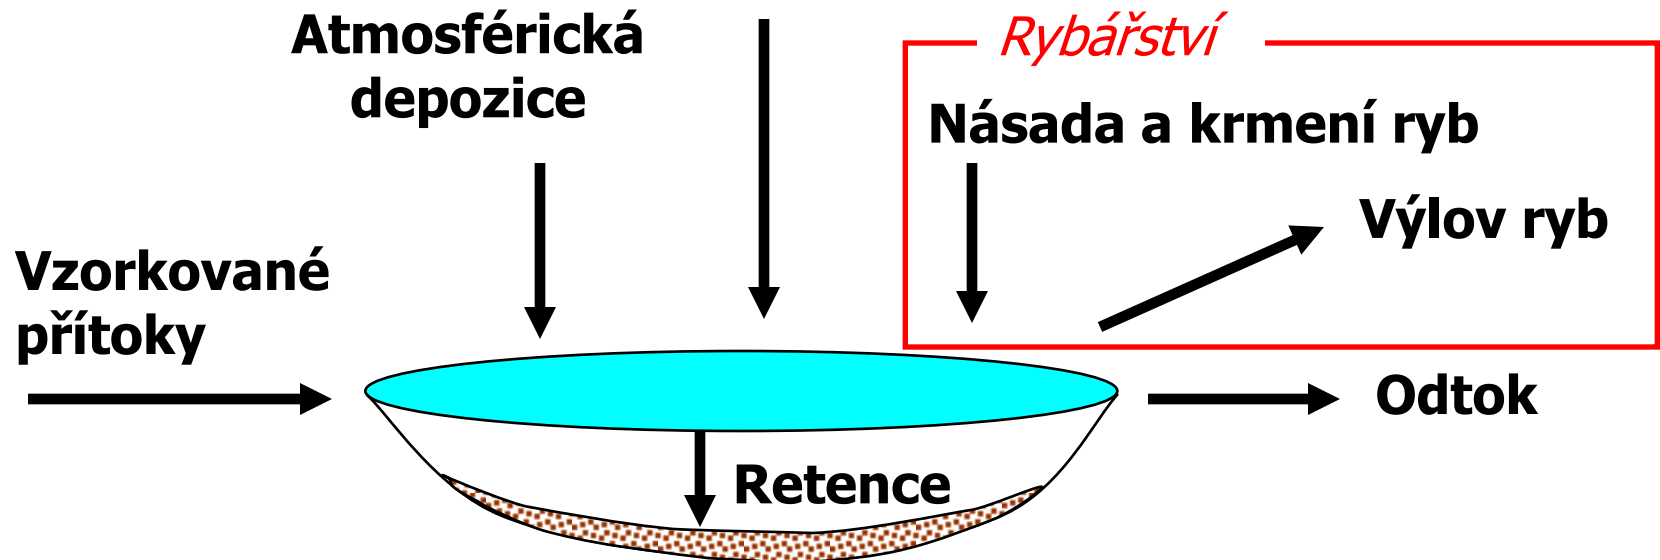 Atmosférická
depozice
Rybářství
Násada a krmení ryb
Výlov ryb
Vzorkované
přítoky
Odtok
Retence